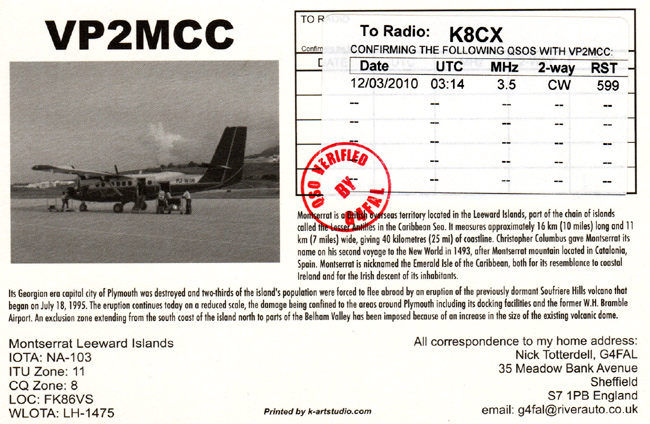 VP2MCC
TO R
To Radio: K8CX
Confirm
CONFIRMING THE FOLLOWING QSOS WITH VP2MCC:
Date UTC MHz 2-way RST
12/03/2010 03:14 3.5 CW 599
-- -- -- -- --
-- -- -- -- --
-- -- -- -- --
-- -- -- -- --
QSO VERIFIED BY G4FAL
Montserrat is a British overseas territory located in the Leeward Islands, part of the chain of islands
called the Lesser Antilles in the Caribbean Sea. It measures approximately 16 km (10 miles) long and 11
km (7 miles) wide, giving 40 kilometres (25 mi) of coastline. Christopher Columbus gave Montserrat its
name on his second voyage to the New World in 1493, after Montserrat mountain located in Catalonia,
Spain. Montserrat is nicknamed the Emerald Isle of the Caribbean, both for its resemblance to coastal
Ireland and for the Irish descent of its inhabitants.
Its Georgian era capital city of Plymouth was destroyed and two-thirds of the island's population were forced to flee abroad by an eruption of the previously dormant Soufriere Hills volcano that
began on July 18, 1995. The eruption continues today on a reduced scale, the damage being confined to the areas around Plymouth including its docking facilities and the former W.H. Bramble
Airport. An exclusion zone extending from the south coast of the island north to parts of the Belham Valley has been imposed because of an increase in the size of the existing volcanic dome.
Montserrat Leeward Islands
IOTA: NA-103
ITU Zone: 11
CQ Zone: 8
LOC: FK86VS
WLOTA: LH-1475
Printed by k-artstudio.com
All correspondence to my home address:
Nick Totterdell, G4FAL
35 Meadow Bank Avenue
Sheffield
S7 1PB England
email: g4fal@riverauto.co.uk